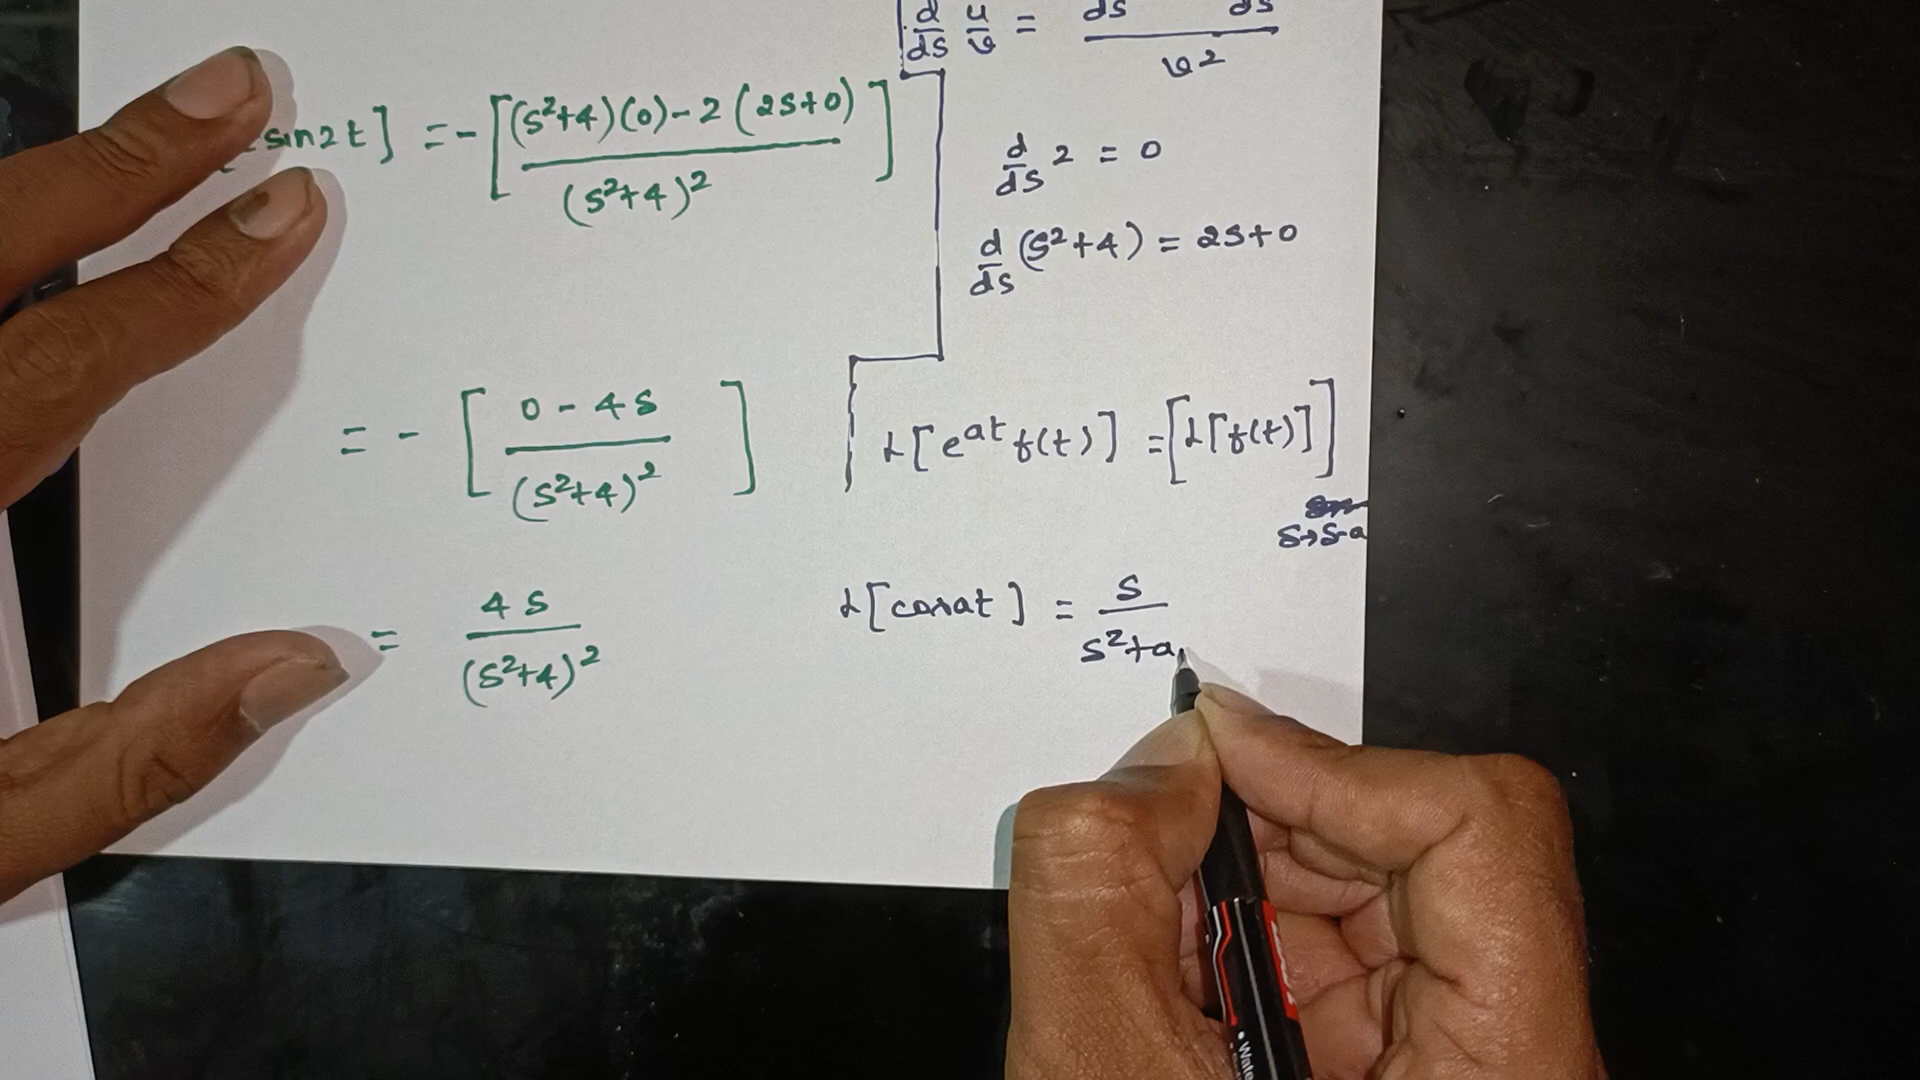 sin2t] = - [(s²+4)(0) - 2(2s+0) / (s²+4)²]
= - [0 - 4s / (s²+4)²]
= 4s / (s²+4)²
d/ds u/v = ds ds / v²
d/ds 2 = 0
d/ds (s²+4) = 2s+0
L[e^at f(t)] = [L[f(t)]]
s→s-a
L[cosat] = s / s²+a